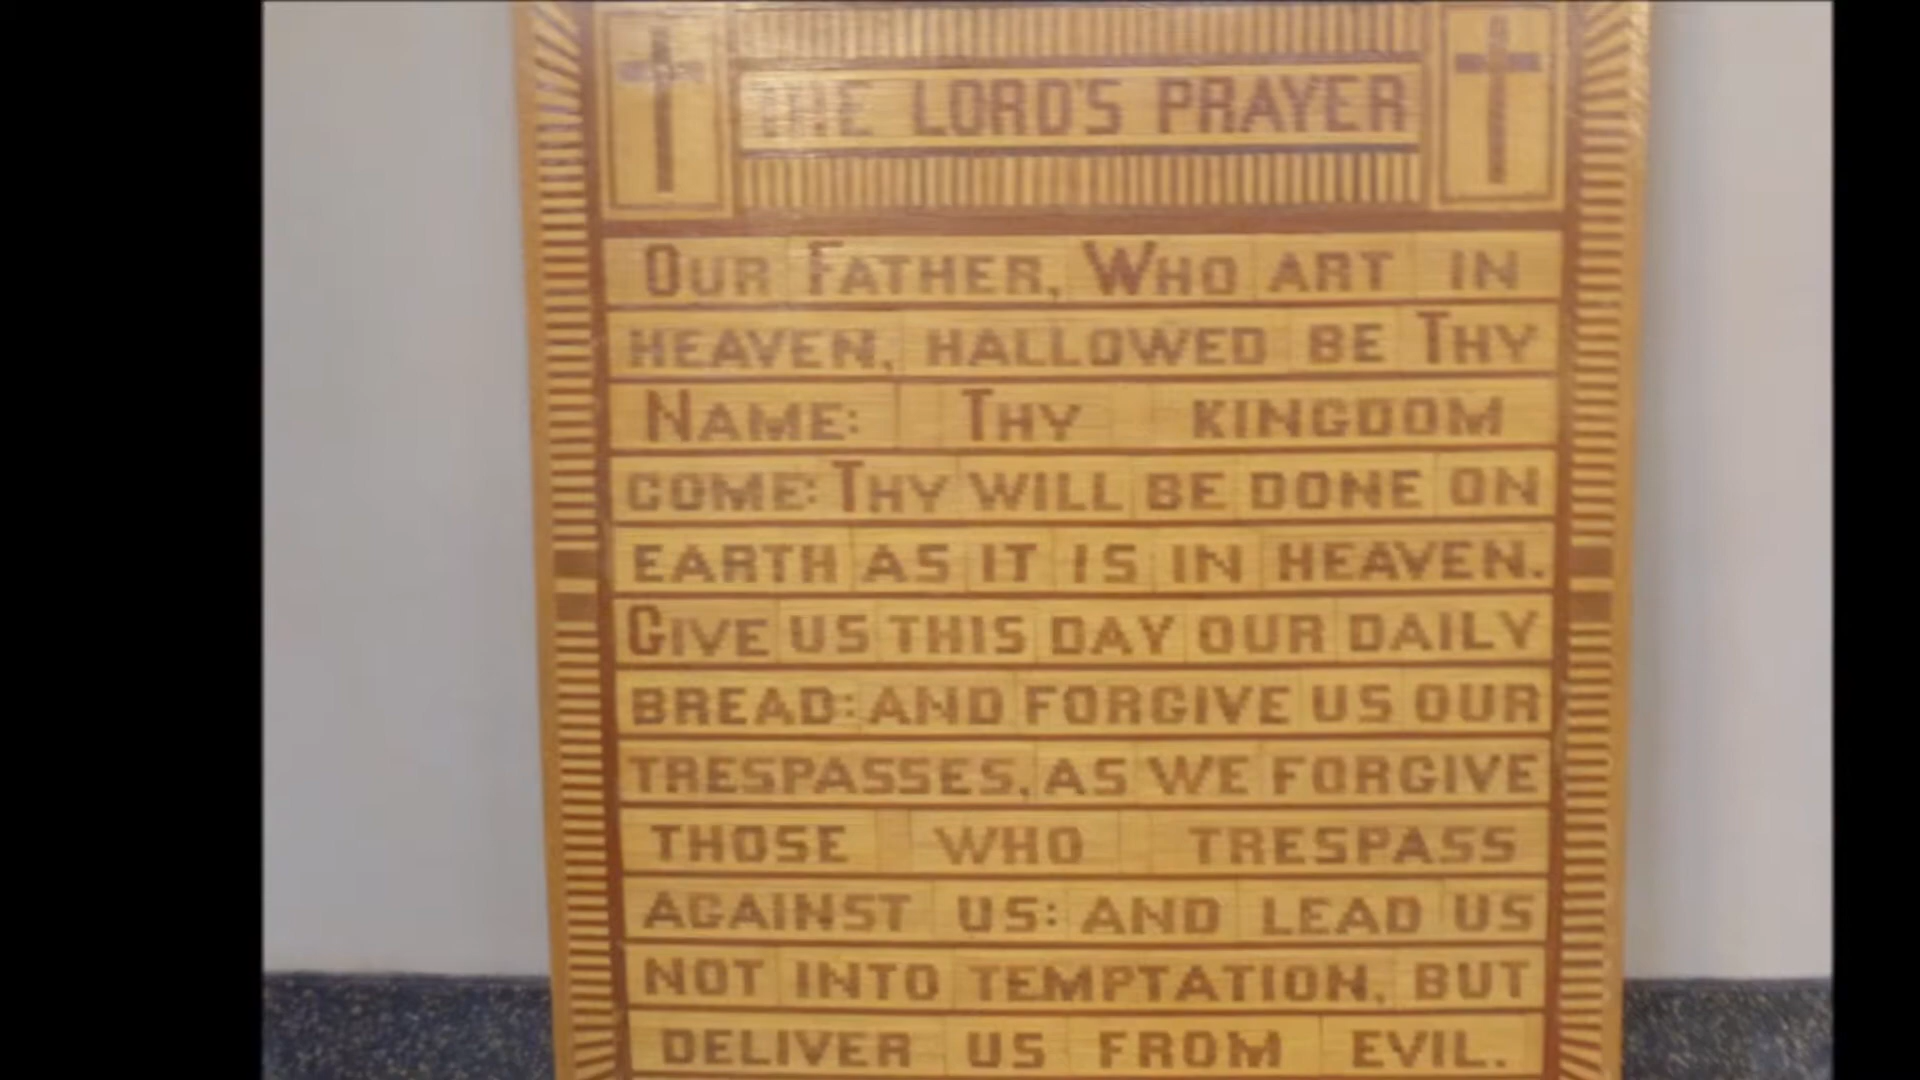 THE LORD'S PRAYER
OUR FATHER, WHO ART IN
HEAVEN, HALLOWED BE THY
NAME: THY KINGDOM
COME: THY WILL BE DONE ON
EARTH AS IT IS IN HEAVEN.
GIVE US THIS DAY OUR DAILY
BREAD: AND FORGIVE US OUR
TRESPASSES, AS WE FORGIVE
THOSE WHO TRESPASS
AGAINST US: AND LEAD US
NOT INTO TEMPTATION, BUT
DELIVER US FROM EVIL.